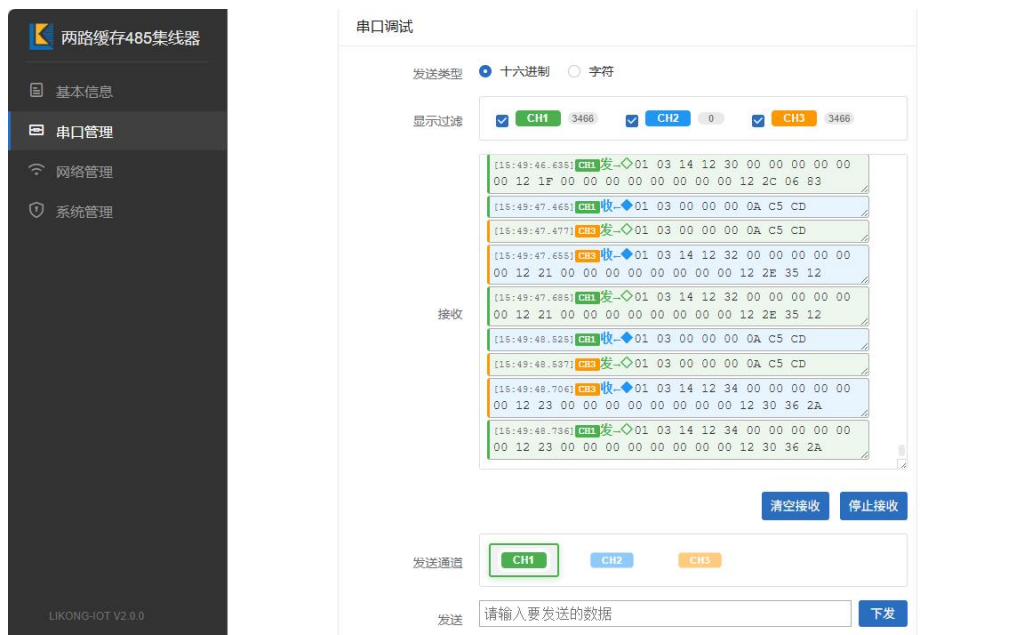 两路缓存485集线器
基本信息
串口管理
网络管理
系统管理
LIKONG-IOT V2.0.0
串口调试
发送类型 十六进制 字符
显示过滤 CH1 3466 CH2 0 CH3 3466
接收
[15:49:46.635] CH1 发→◇01 03 14 12 30 00 00 00 00 00
00 12 1F 00 00 00 00 00 00 00 00 12 2C 06 83
[15:49:47.465] CH1 收←◆01 03 00 00 00 0A C5 CD
[15:49:47.477] CH3 发→◇01 03 00 00 00 0A C5 CD
[15:49:47.655] CH3 收←◆01 03 14 12 32 00 00 00 00 00
00 12 21 00 00 00 00 00 00 00 00 12 2E 35 12
[15:49:47.685] CH1 发→◇01 03 14 12 32 00 00 00 00 00
00 12 21 00 00 00 00 00 00 00 00 12 2E 35 12
[15:49:48.525] CH1 收←◆01 03 00 00 00 0A C5 CD
[15:49:48.537] CH3 发→◇01 03 00 00 00 0A C5 CD
[15:49:48.706] CH3 收←◆01 03 14 12 34 00 00 00 00 00
00 12 23 00 00 00 00 00 00 00 00 12 30 36 2A
[15:49:48.736] CH1 发→◇01 03 14 12 34 00 00 00 00 00
00 12 23 00 00 00 00 00 00 00 00 12 30 36 2A
清空接收 停止接收
发送通道 CH1 CH2 CH3
发送 请输入要发送的数据 下发